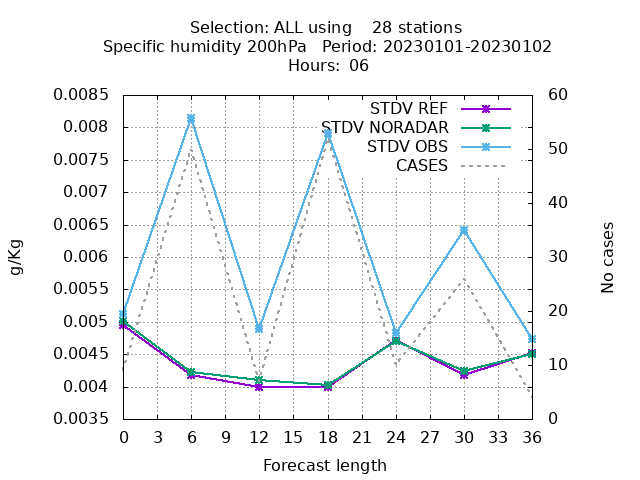 Selection: ALL using    28 stations
Specific humidity 200hPa   Period: 20230101-20230102
Hours: 06
0.0085
0.008
0.0075
0.007
0.0065
0.006
0.0055
0.005
0.0045
0.004
0.0035
g/Kg
STDV REF
STDV NORADAR
STDV OBS
CASES
60
50
40
30
20
10
0
No cases
0 3 6 9 12 15 18 21 24 27 30 33 36
Forecast length